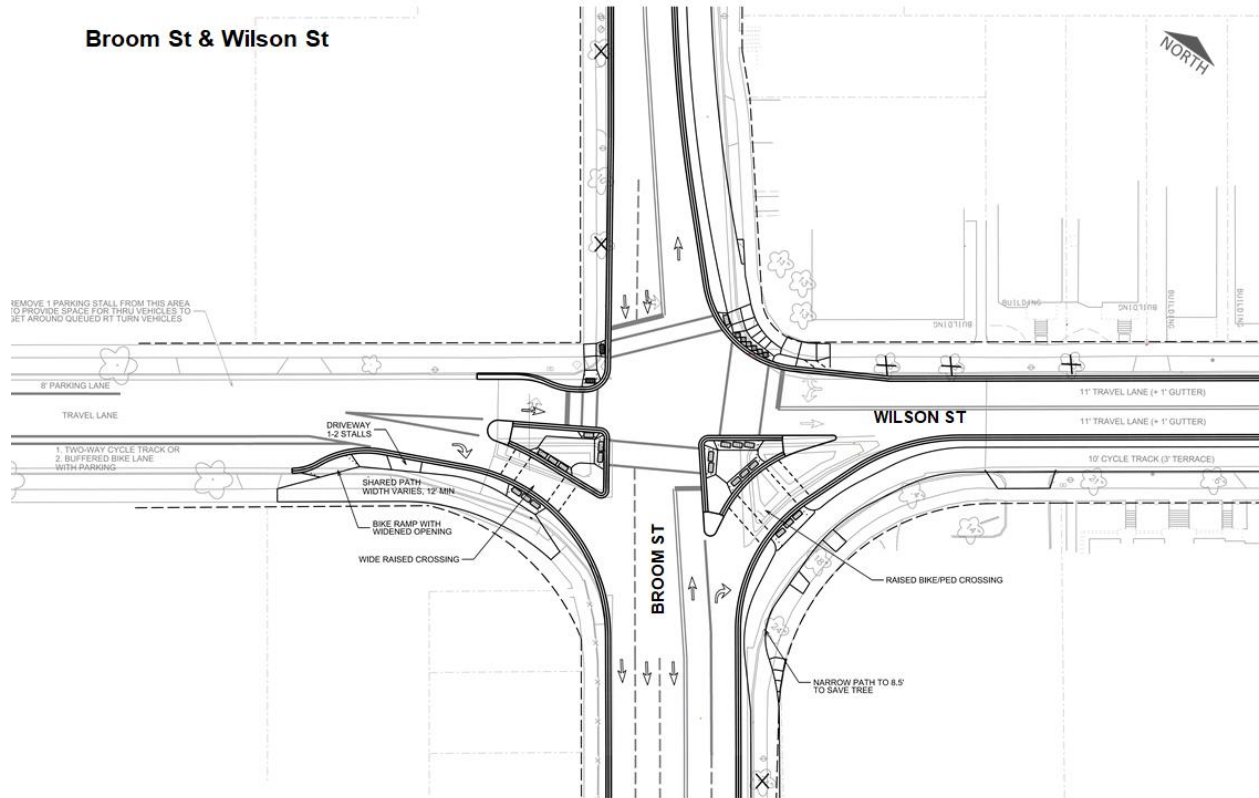 Broom St & Wilson St
NORTH
REMOVE 1 PARKING STALL FROM THIS AREA
TO PROVIDE SPACE FOR THRU VEHICLES TO
GET AROUND QUEUED RT TURN VEHICLES
BUILDING
BUILDING
BUILDING
BUILDING
BUILDING
8' PARKING LANE
11' TRAVEL LANE (+ 1' GUTTER)
TRAVEL LANE
WILSON ST
11' TRAVEL LANE (+ 1' GUTTER)
DRIVEWAY
1-2 STALLS
1. TWO-WAY CYCLE TRACK OR
2. BUFFERED BIKE LANE
WITH PARKING
10' CYCLE TRACK (3' TERRACE)
SHARED PATH
WIDTH VARIES, 12' MIN
BIKE RAMP WITH
WIDENED OPENING
WIDE RAISED CROSSING
BROOM ST
RAISED BIKE/PED CROSSING
NARROW PATH TO 8.5'
TO SAVE TREE